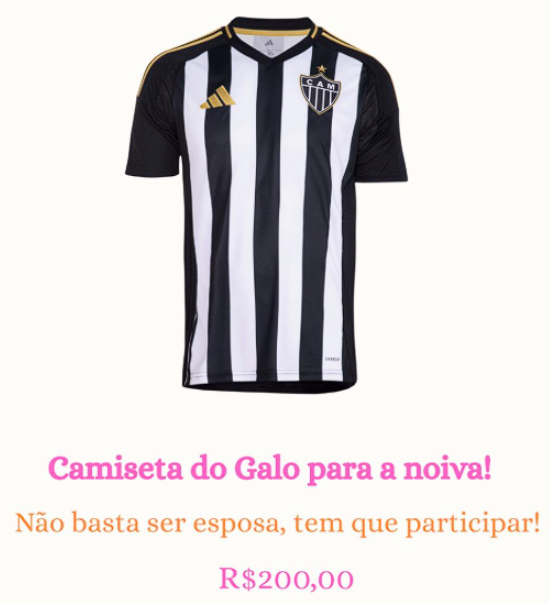 CAM
Camiseta do Galo para a noiva!
Não basta ser esposa, tem que participar!
R$200,00